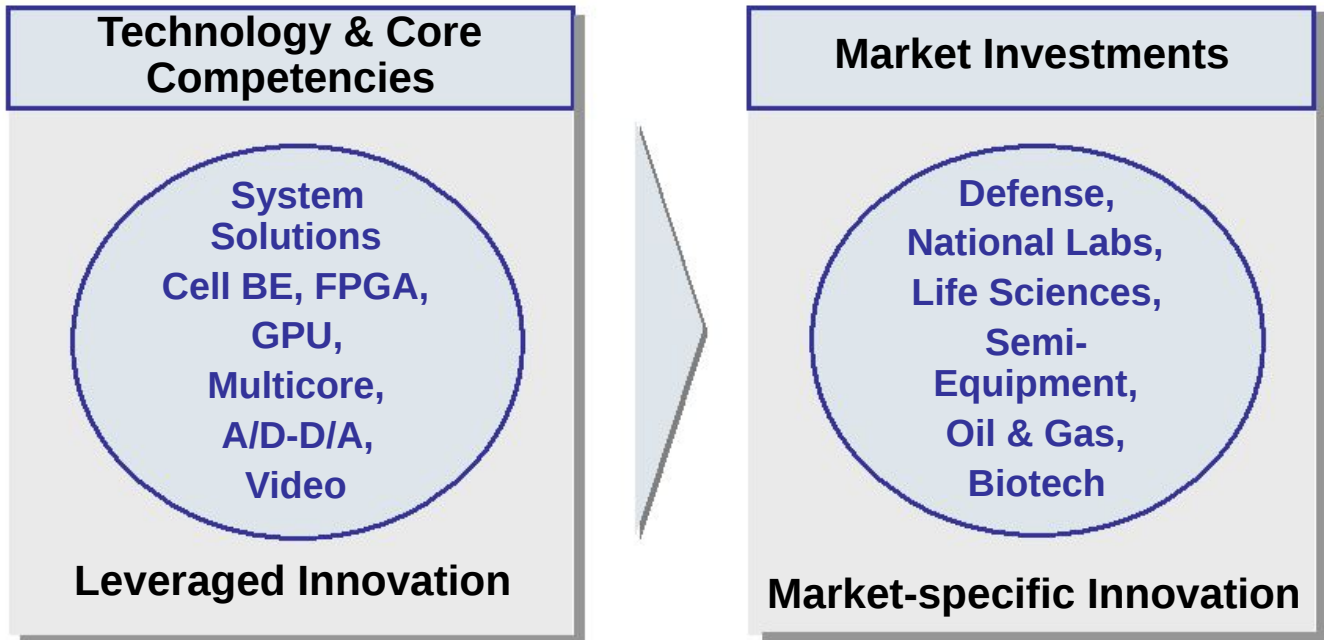 Technology & Core
Competencies
System
Solutions
Cell BE, FPGA,
GPU,
Multicore,
A/D-D/A,
Video
Leveraged Innovation
Market Investments
Defense,
National Labs,
Life Sciences,
Semi-
Equipment,
Oil & Gas,
Biotech
Market-specific Innovation